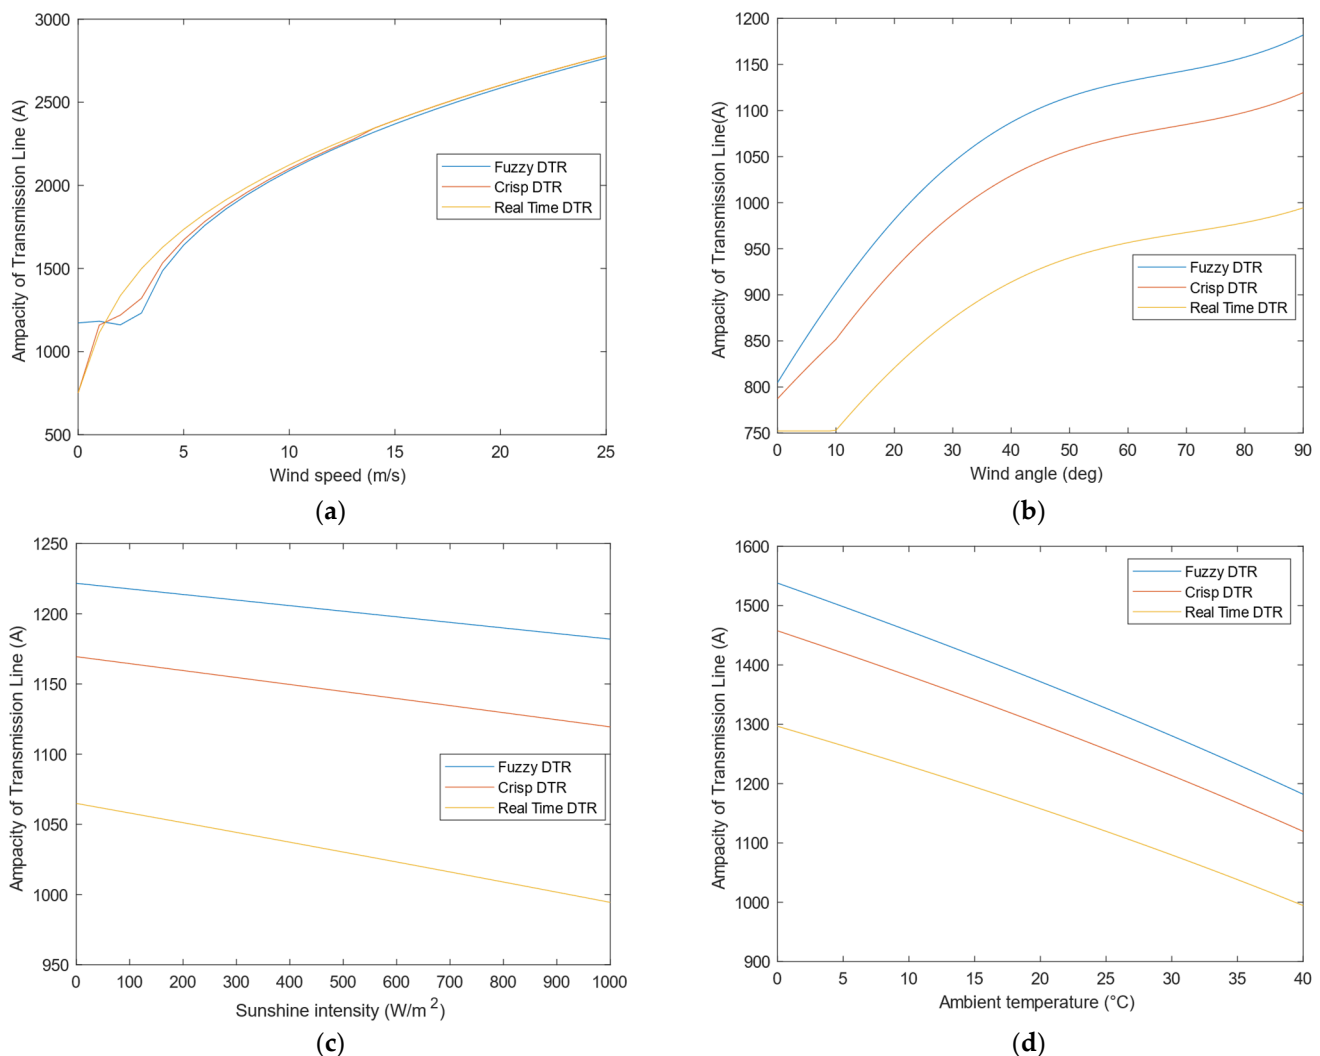 3000
2500
2000
1500
1000
500
Ampacity of Transmission Line (A)
Fuzzy DTR
Crisp DTR
Real Time DTR
0 5 10 15 20 25
Wind speed (m/s)
(a)
1200
1150
1100
1050
1000
950
900
850
800
750
Ampacity of Transmission Line(A)
Fuzzy DTR
Crisp DTR
Real Time DTR
0 10 20 30 40 50 60 70 80 90
Wind angle (deg)
(b)
1250
1200
1150
1100
1050
1000
950
Ampacity of Transmission Line (A)
Fuzzy DTR
Crisp DTR
Real Time DTR
0 100 200 300 400 500 600 700 800 900 1000
Sunshine intensity (W/m²)
(c)
1600
1500
1400
1300
1200
1100
1000
900
Ampacity of Transmission Line (A)
Fuzzy DTR
Crisp DTR
Real Time DTR
0 5 10 15 20 25 30 35 40
Ambient temperature (°C)
(d)